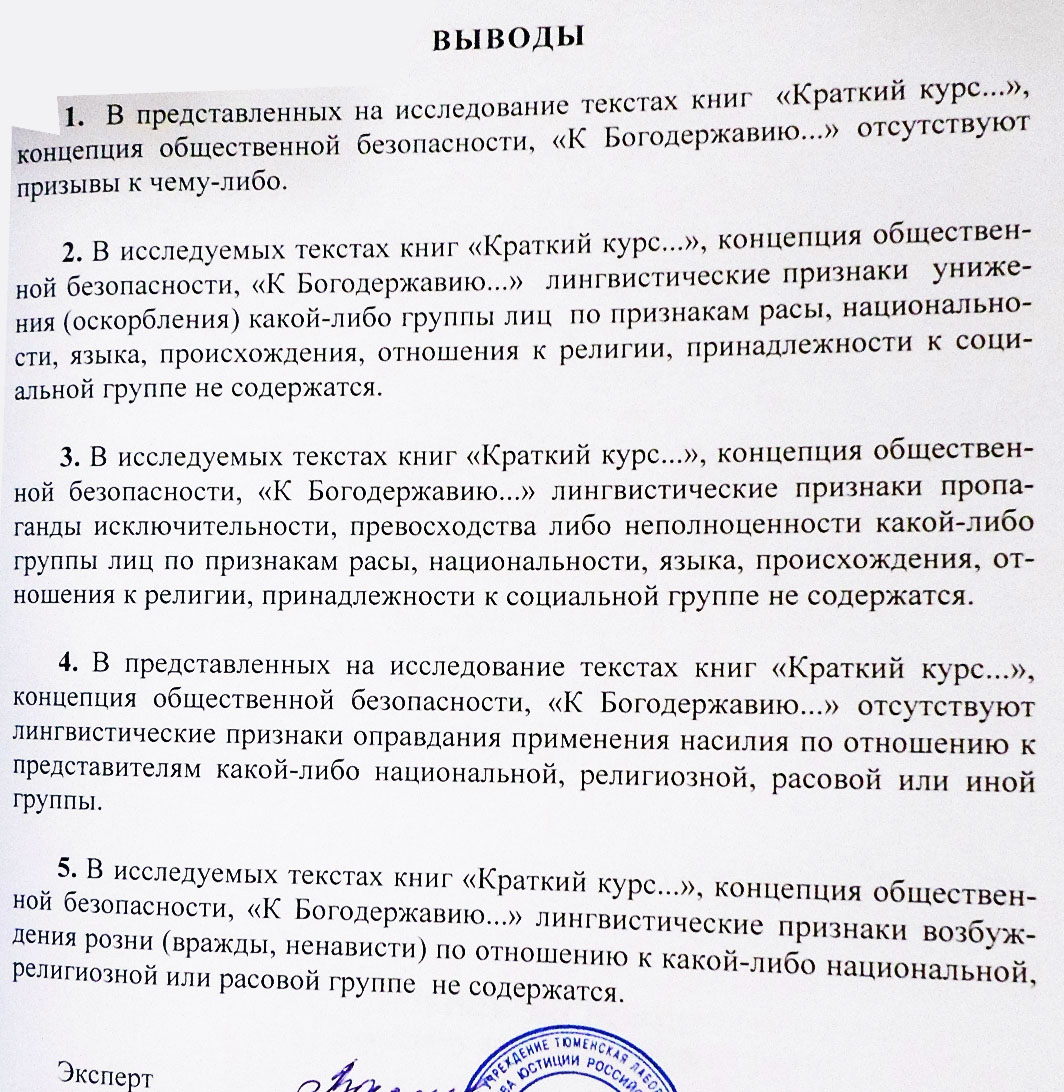 ВЫВОДЫ
1. В представленных на исследование текстах книг «Краткий курс...»,
концепция общественной безопасности, «К Богодержавию...» отсутствуют
призывы к чему-либо.
2. В исследуемых текстах книг «Краткий курс...», концепция обществен-
ной безопасности, «К Богодержавию...» лингвистические признаки униже-
ния (оскорбления) какой-либо группы лиц по признакам расы, национально-
сти, языка, происхождения, отношения к религии, принадлежности к соци-
альной группе не содержатся.
3. В исследуемых текстах книг «Краткий курс...», концепция обществен-
ной безопасности, «К Богодержавию...» лингвистические признаки пропа-
ганды исключительности, превосходства либо неполноценности какой-либо
группы лиц по признакам расы, национальности, языка, происхождения, от-
ношения к религии, принадлежности к социальной группе не содержатся.
4. В представленных на исследование текстах книг «Краткий курс...»,
концепция общественной безопасности, «К Богодержавию...» отсутствуют
лингвистические признаки оправдания применения насилия по отношению к
представителям какой-либо национальной, религиозной, расовой или иной
группы.
5. В исследуемых текстах книг «Краткий курс...», концепция обществен-
ной безопасности, «К Богодержавию...» лингвистические признаки возбуж-
дения розни (вражды, ненависти) по отношению к какой-либо национальной,
религиозной или расовой группе не содержатся.
Эксперт
УЧРЕЖДЕНИЕ ТЮМЕНСКАЯ
ЮСТИЦИИ